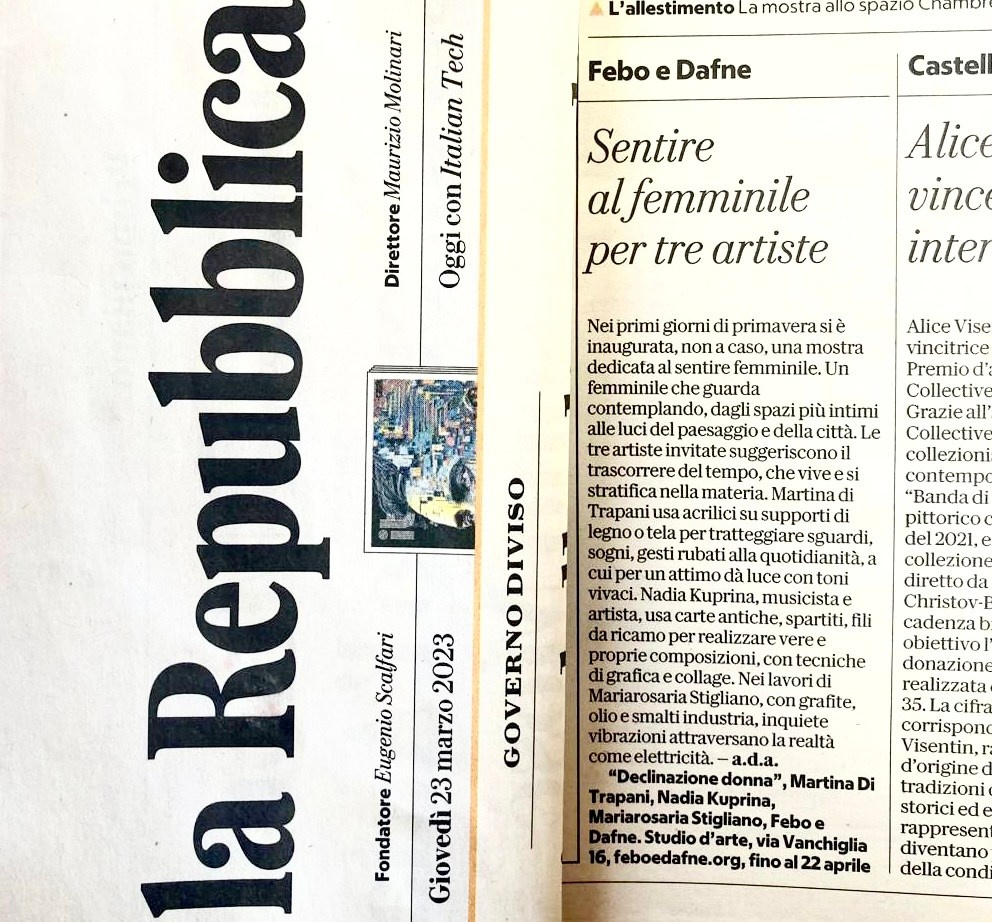 la Repubblica
Fondatore Eugenio Scalfari
Direttore Maurizio Molinari
Giovedì 23 marzo 2023
Oggi con Italian Tech
GOVERNO DIVISO
L'allestimento La mostra allo spazio Chambre
Febo e Dafne
Sentire
al femminile
per tre artiste
Nei primi giorni di primavera si è
inaugurata, non a caso, una mostra
dedicata al sentire femminile. Un
femminile che guarda
contemplando, dagli spazi più intimi
alle luci del paesaggio e della città. Le
tre artiste invitate suggeriscono il
trascorrere del tempo, che vive e si
stratifica nella materia. Martina di
Trapani usa acrilici su supporti di
legno o tela per tratteggiare sguardi,
sogni, gesti rubati alla quotidianità, a
cui per un attimo dà luce con toni
vivaci. Nadia Kuprina, musicista e
artista, usa carte antiche, spartiti, fili
da ricamo per realizzare vere e
proprie composizioni, con tecniche
di grafica e collage. Nei lavori di
Mariarosaria Stigliano, con grafite,
olio e smalti industria, inquiete
vibrazioni attraversano la realtà
come elettricità. – a.d.a.
"Declinazione donna", Martina Di
Trapani, Nadia Kuprina,
Mariarosaria Stigliano, Febo e
Dafne. Studio d'arte, via Vanchiglia
16, feboedafne.org, fino al 22 aprile
Castell
Alice
vince
inter
Alice Vise
vincitrice
Premio d'a
Collective
Grazie all'
Collective
collezionis
contempo
"Banda di
pittorico c
del 2021, e
collezione
diretto da
Christov-B
cadenza b
obiettivo l'
donazione
realizzata
35. La cifra
corrispond
Visentin, ra
d'origine d
tradizioni
storici ed e
rappresent
diventano
della condi